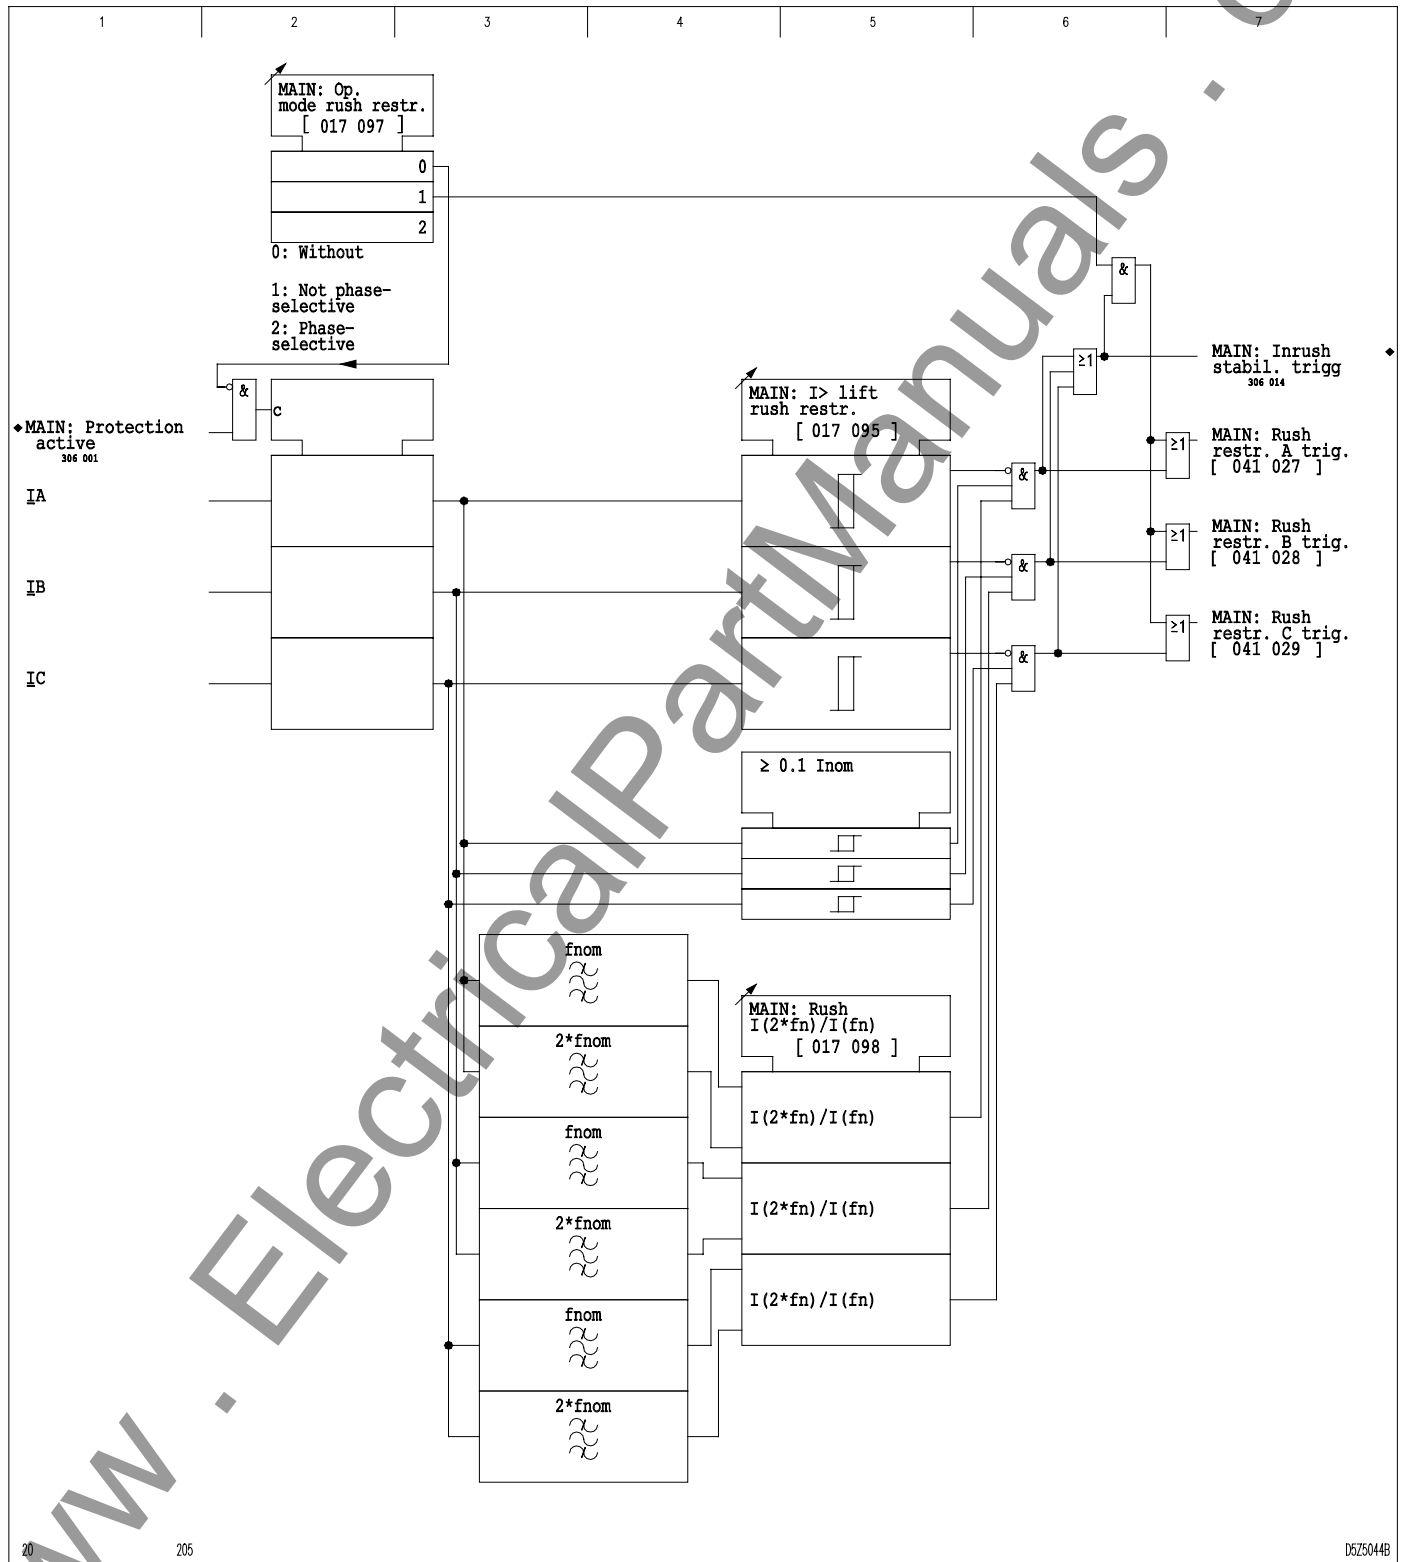 1 2 3 4 5 6 7
MAIN: Op.
mode rush restr.
[ 017 097 ]
0
1
2
0: Without
1: Not phase-
selective
2: Phase-
selective
&
&
C
MAIN: Protection
active
306 001
IA
IB
IC
MAIN: I> lift
rush restr.
[ 017 095 ]
&
&
&
≥1
MAIN: Inrush
stabil. trigg
306 014
≥1
MAIN: Rush
restr. A trig.
[ 041 027 ]
≥1
MAIN: Rush
restr. B trig.
[ 041 028 ]
≥1
MAIN: Rush
restr. C trig.
[ 041 029 ]
≥ 0.1 Inom
fnom
2*fnom
fnom
2*fnom
fnom
2*fnom
MAIN: Rush
I(2*fn)/I(fn)
[ 017 098 ]
I(2*fn)/I(fn)
I(2*fn)/I(fn)
I(2*fn)/I(fn)
20 205 D5Z5044B
ww . ElectricalPartManuals . c